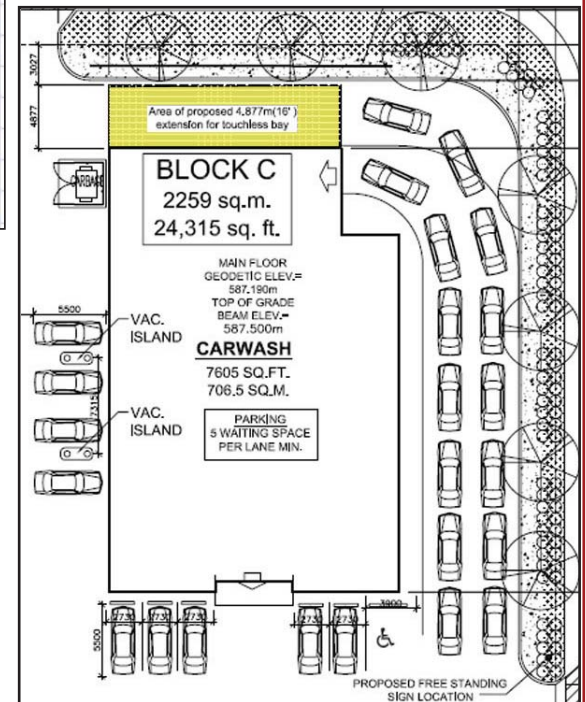 3027
4877
Area of proposed 4.877m(16')
extension for touchless bay
GARBAGE
BLOCK C
2259 sq.m.
24,315 sq. ft.
MAIN FLOOR
GEODETIC ELEV.=
587.190m
TOP OF GRADE
BEAM ELEV.=
587.500m
CARWASH
7605 SQ.FT.
706.5 SQ.M.
PARKING
5 WAITING SPACE
PER LANE MIN.
5500
VAC.
ISLAND
7315
VAC.
ISLAND
5500
2730
2730
2730
2730
2730
3900
PROPOSED FREE STANDING
SIGN LOCATION